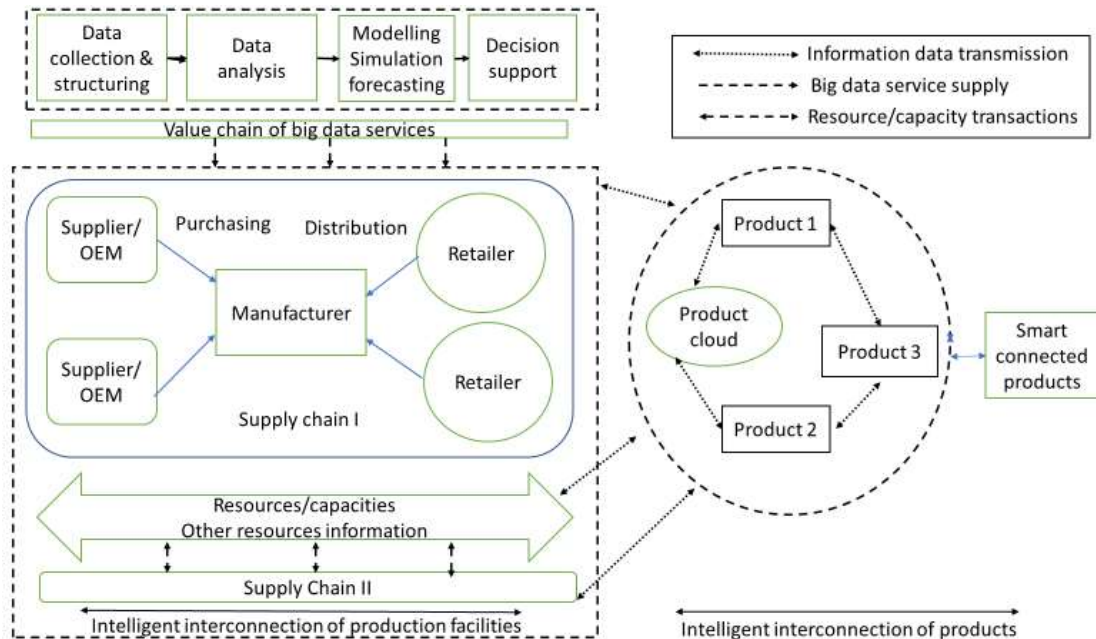 Data
collection &
structuring
Data
analysis
Modelling
Simulation
forecasting
Decision
support
Value chain of big data services
Information data transmission
Big data service supply
Resource/capacity transactions
Supplier/
OEM
Purchasing
Distribution
Retailer
Manufacturer
Supplier/
OEM
Retailer
Supply chain I
Resources/capacities
Other resources information
Supply Chain II
Intelligent interconnection of production facilities
Product 1
Product
cloud
Product 3
Product 2
Smart
connected
products
Intelligent interconnection of products